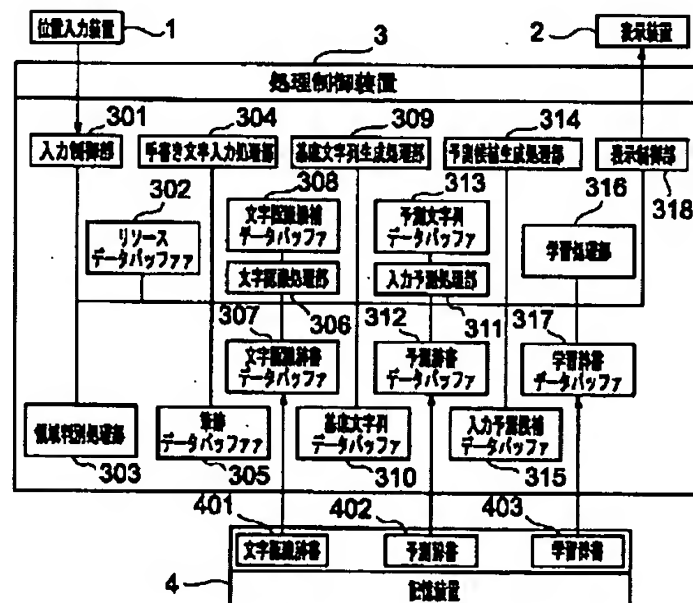 位置入力装置 1
2 表示装置
3
処理制御装置
301 304 309 314
入力制御部 手書き文字入力処理部 基底文字列生成処理部 予測候補生成処理部 表示制御部
302 308 313 316 318
リソース
データバッファ
文字認識候補
データバッファ
予測文字列
データバッファ
学習処理部
文字認識処理部 入力予測処理部
306 311
307 312 317
文字認識辞書
データバッファ
予測辞書
データバッファ
学習辞書
データバッファ
領域判別処理部
筆跡
データバッファ
基底文字列
データバッファ
入力予測候補
データバッファ
303 305 310 315
401 402 403
文字認識辞書 予測辞書 学習辞書
4 記憶装置